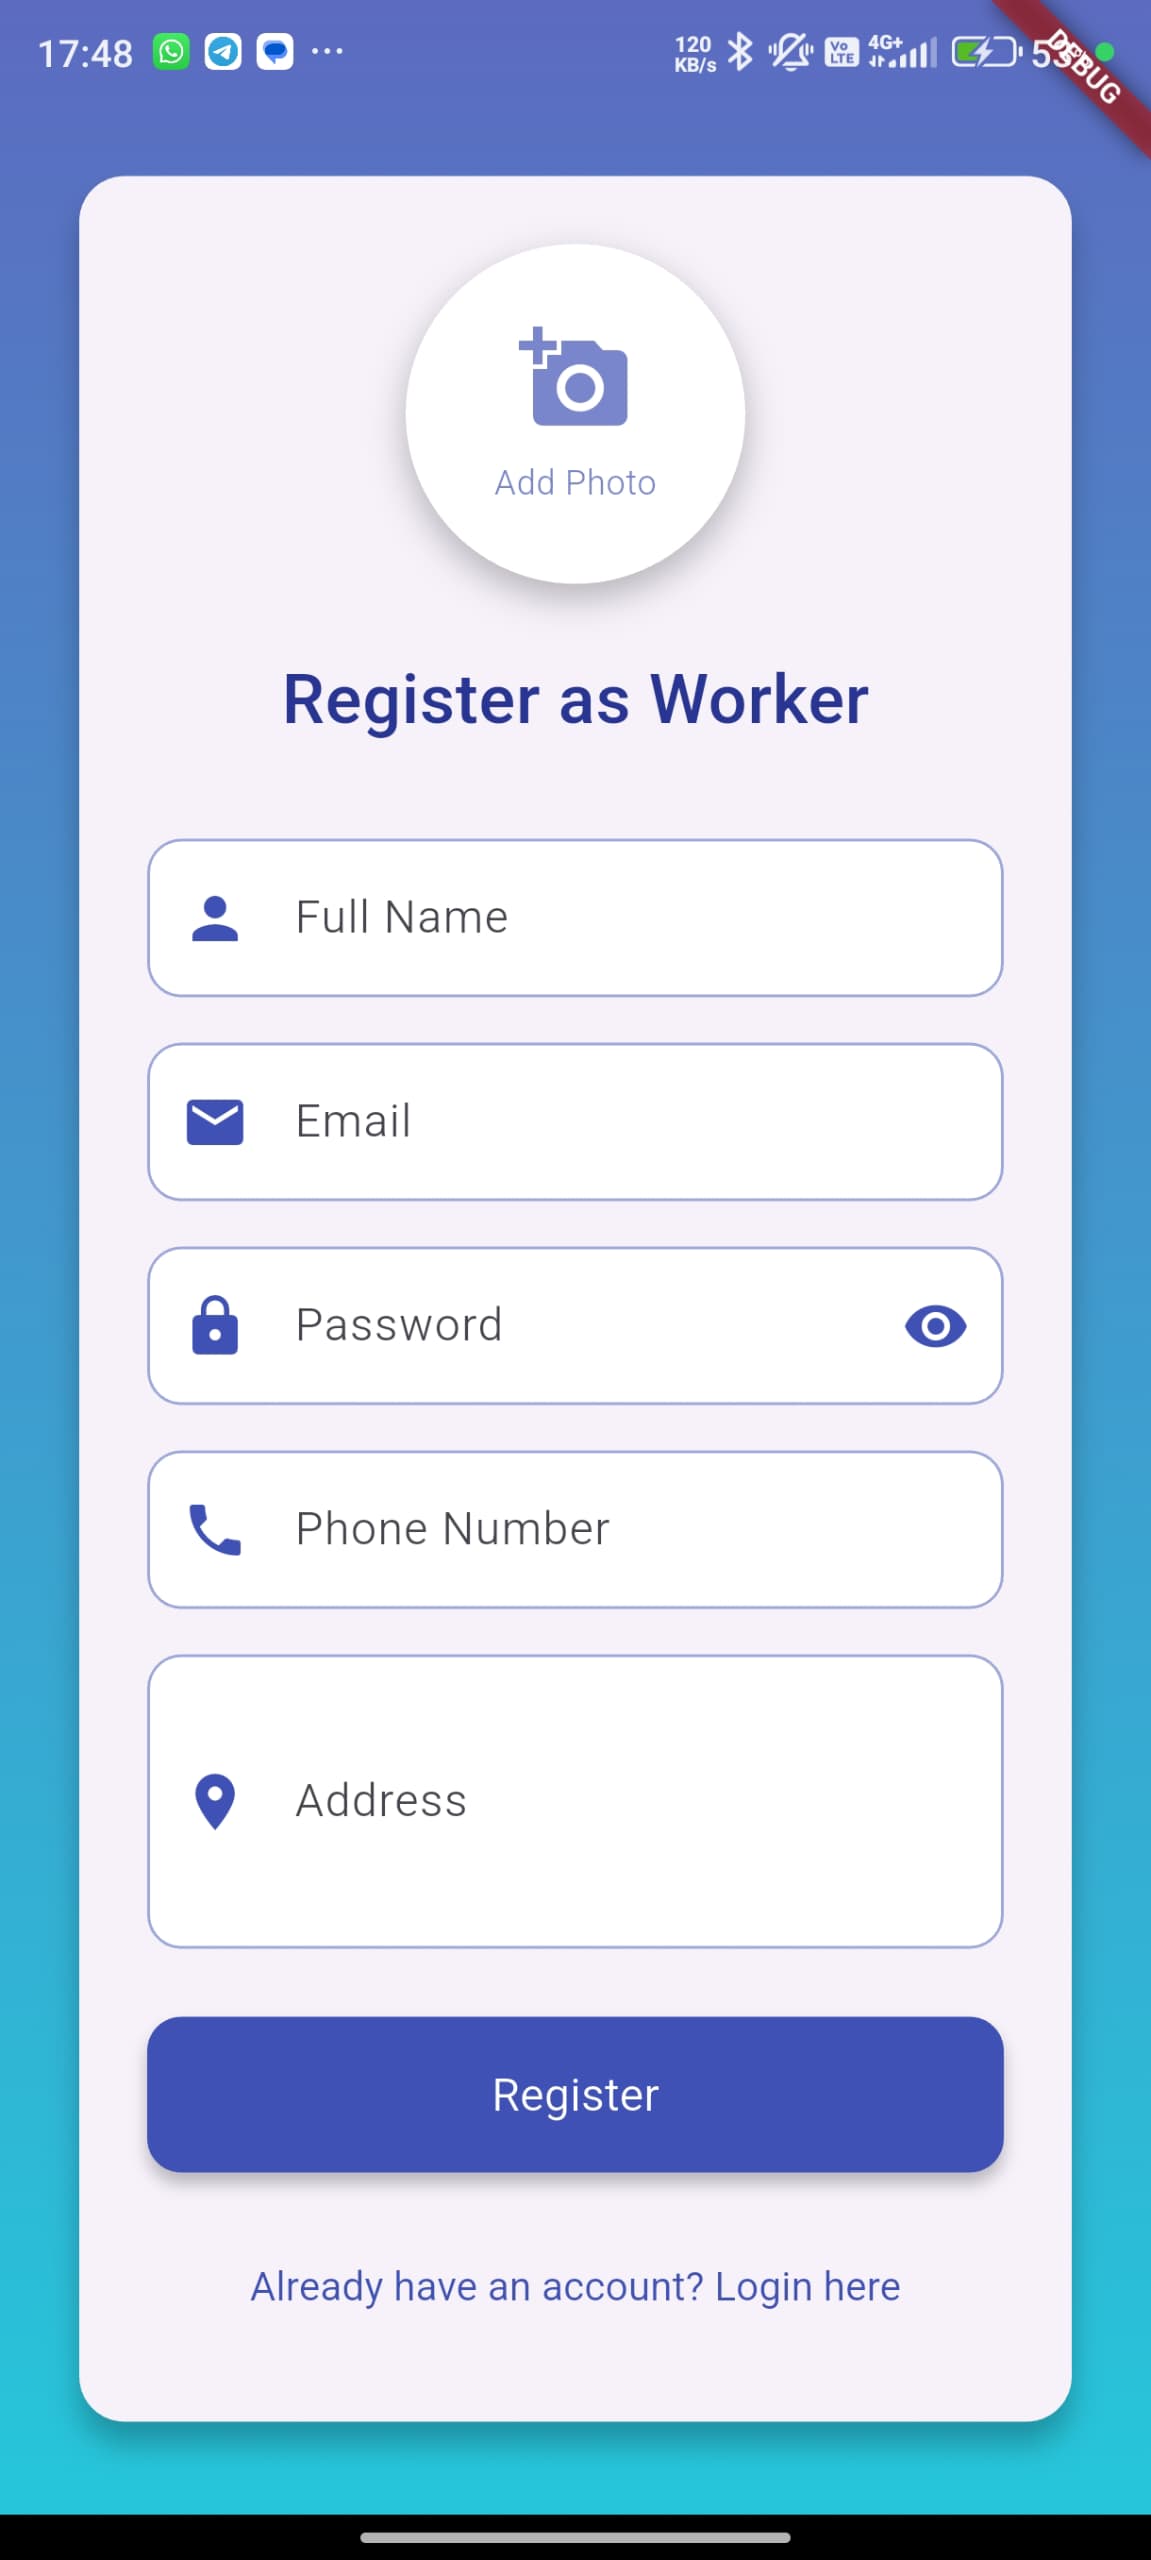 17:48
120
KB/s
Vo
LTE
4G+
DEBUG
Add Photo
Register as Worker
Full Name
Email
Password
Phone Number
Address
Register
Already have an account? Login here